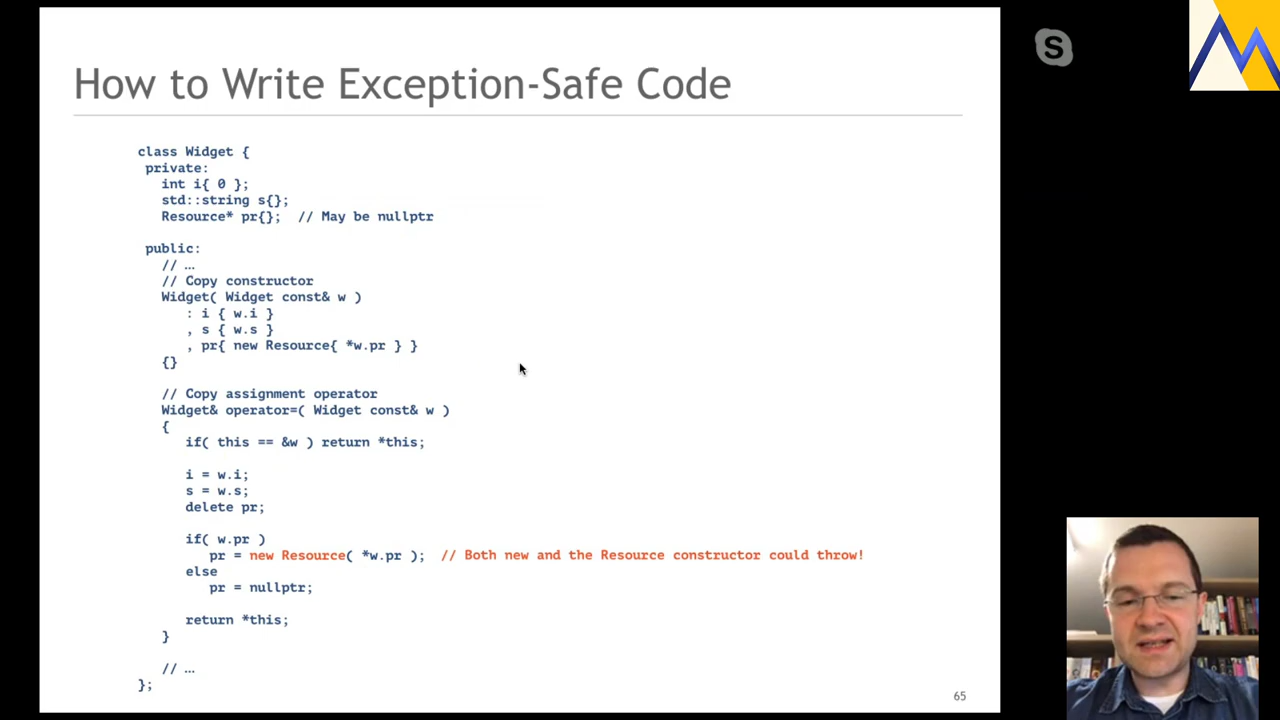 How to Write Exception-Safe Code
class Widget {
private:
int i{ 0 };
std::string s{};
Resource* pr{};  // May be nullptr
public:
// …
// Copy constructor
Widget( Widget const& w )
: i { w.i }
, s { w.s }
, pr{ new Resource{ *w.pr } }
{}
// Copy assignment operator
Widget& operator=( Widget const& w )
{
if( this == &w ) return *this;
i = w.i;
s = w.s;
delete pr;
if( w.pr )
pr = new Resource( *w.pr );  // Both new and the Resource constructor could throw!
else
pr = nullptr;
return *this;
}
// …
};
65
S